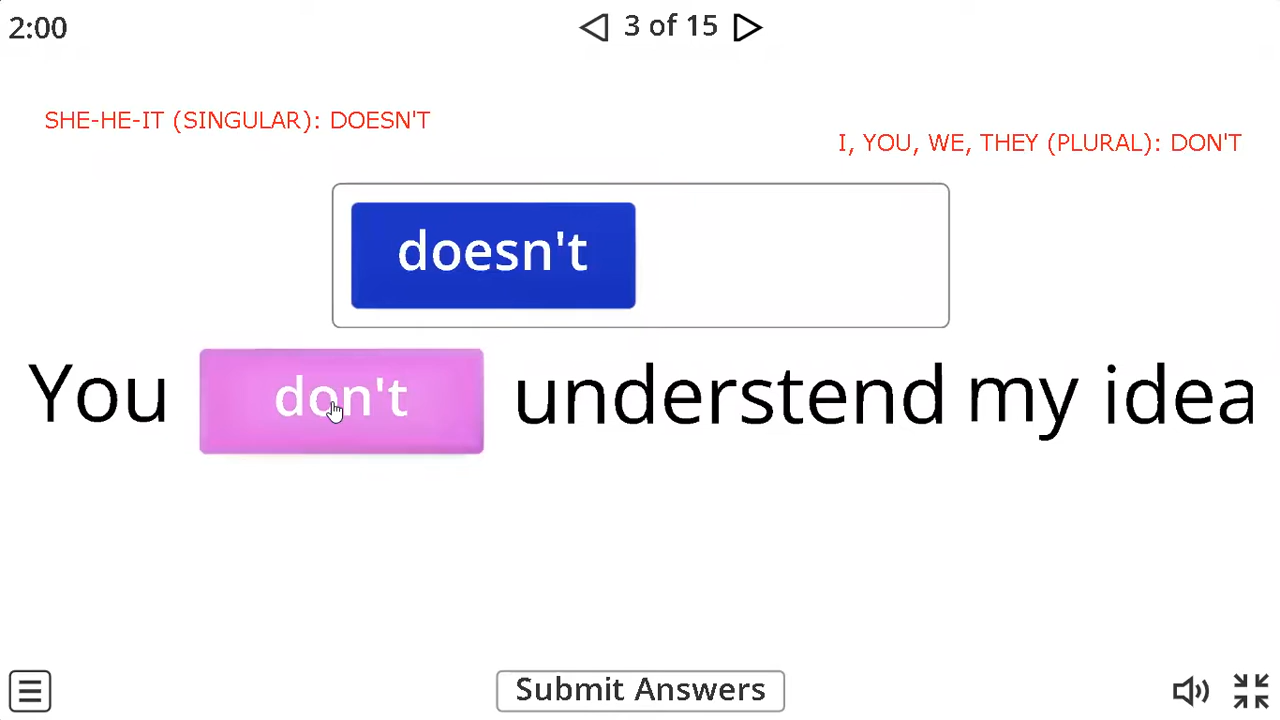 2:00
3 of 15
SHE-HE-IT (SINGULAR): DOESN'T
I, YOU, WE, THEY (PLURAL): DON'T
doesn't
You don't understend my idea
Submit Answers